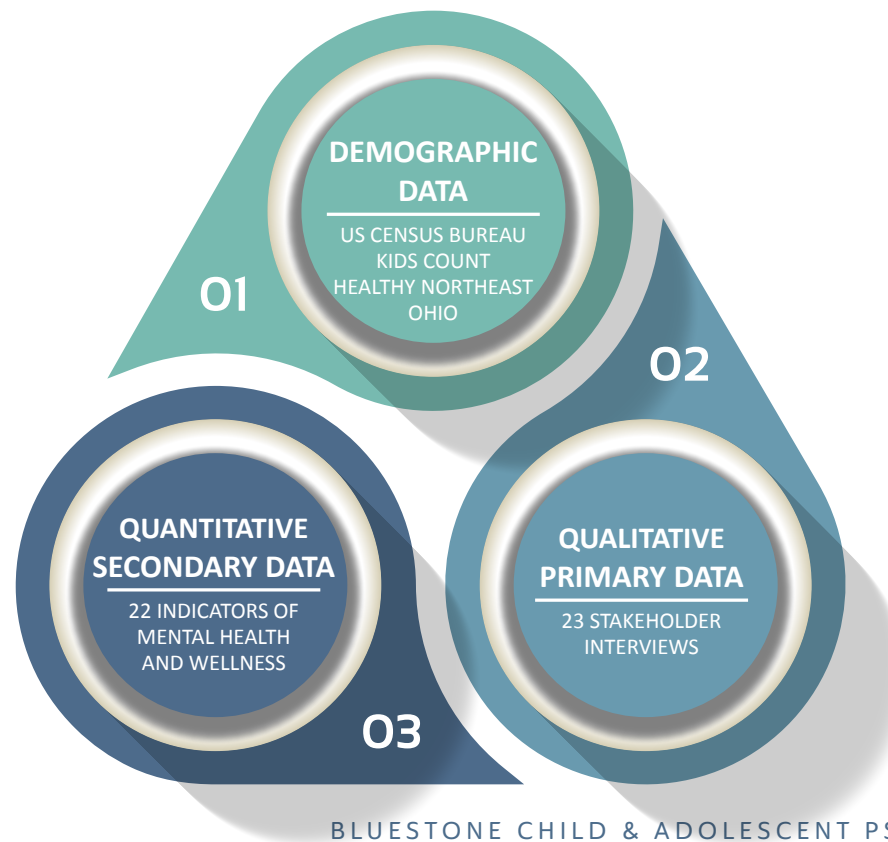 DEMOGRAPHIC
DATA
US CENSUS BUREAU
KIDS COUNT
HEALTHY NORTHEAST
OHIO
01
02
QUANTITATIVE
SECONDARY DATA
22 INDICATORS OF
MENTAL HEALTH
AND WELLNESS
QUALITATIVE
PRIMARY DATA
23 STAKEHOLDER
INTERVIEWS
03
BLUESTONE CHILD & ADOLESCENT